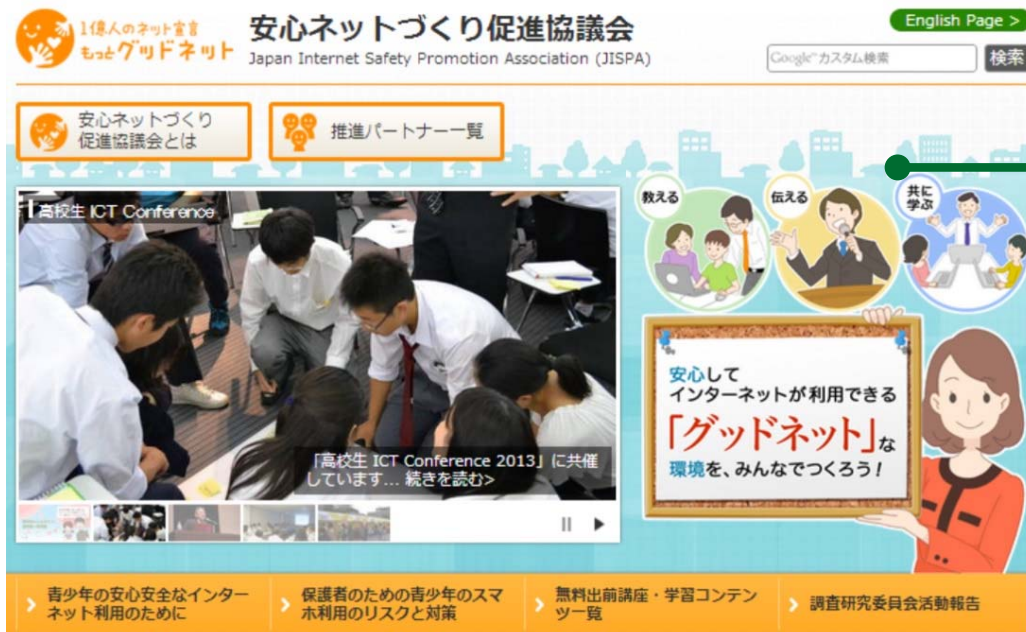 1億人のネット宣言
もっとグッドネット
安心ネットづくり促進協議会
Japan Internet Safety Promotion Association (JISPA)
English Page >
Google™ カスタム検索
検索
安心ネットづくり
促進協議会とは
推進パートナー一覧
高校生 ICT Conference
「高校生 ICT Conference 2013」に共催
しています... 続きを読む>
教える
伝える
共に
学ぶ
安心して
インターネットが利用できる
「グッドネット」な
環境を、みんなでつくろう!
青少年の安心安全なインター
ネット利用のために
保護者のための青少年のスマ
ホ利用のリスクと対策
無料出前講座・学習コンテン
ツ一覧
調査研究委員会活動報告